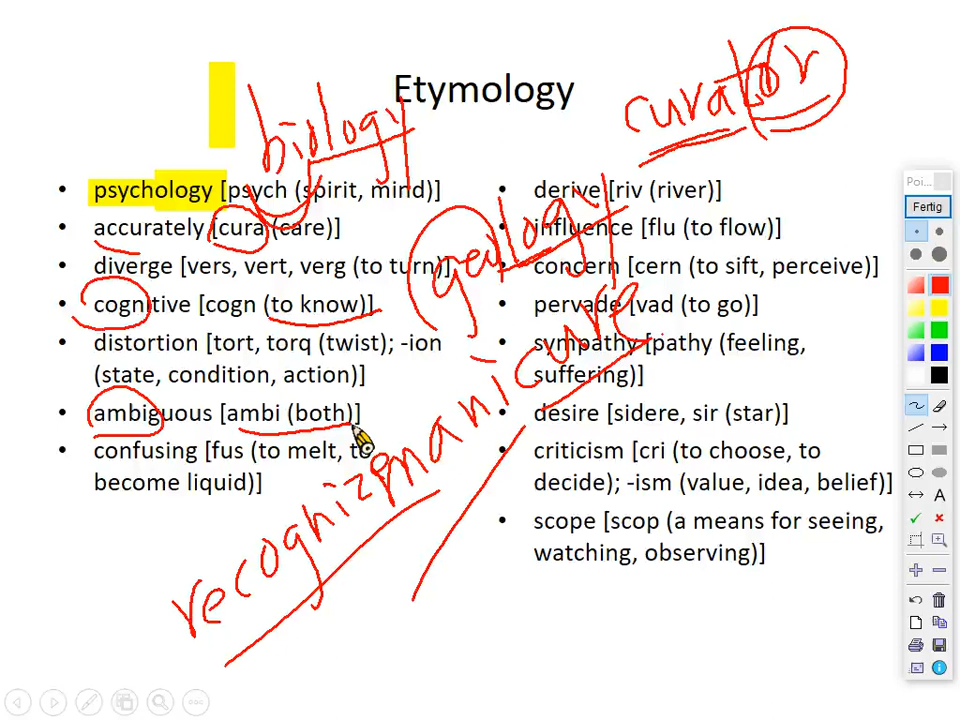 Etymology
curator
biology
• psychology [psych (spirit, mind)]
• accurately [cura (care)]
• diverge [vers, vert, verg (to turn)]
• cognitive [cogn (to know)]
• distortion [tort, torq (twist); -ion
(state, condition, action)]
• ambiguous [ambi (both)]
• confusing [fus (to melt, to
become liquid)]
geology
manicure
recognize
• derive [riv (river)]
• influence [flu (to flow)]
• concern [cern (to sift, perceive)]
• pervade [vad (to go)]
• sympathy [pathy (feeling,
suffering)]
• desire [sidere, sir (star)]
• criticism [cri (to choose, to
decide); -ism (value, idea, belief)]
• scope [scop (a means for seeing,
watching, observing)]
Poi...
Fertig
A